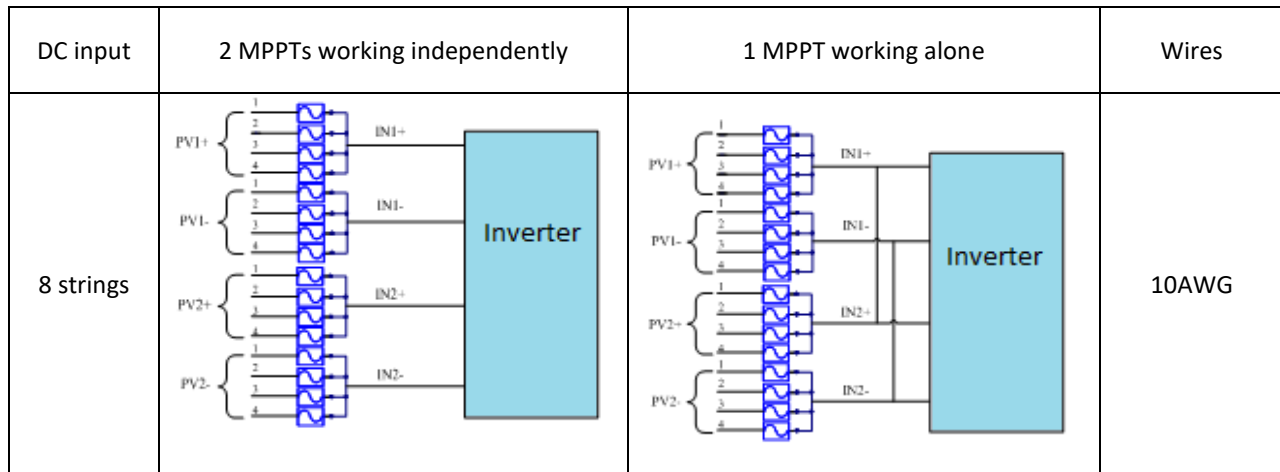 DC input
2 MPPTs working independently
1 MPPT working alone
Wires
8 strings
1
2
3
4
PV1+
IN1+
1
2
3
4
PV1-
IN1-
1
2
3
4
PV2+
IN2+
1
2
3
4
PV2-
IN2-
Inverter
1
2
3
4
PV1+
IN1+
1
2
3
4
PV1-
IN1-
1
2
3
4
PV2+
IN2+
1
2
3
4
PV2-
IN2-
Inverter
10AWG